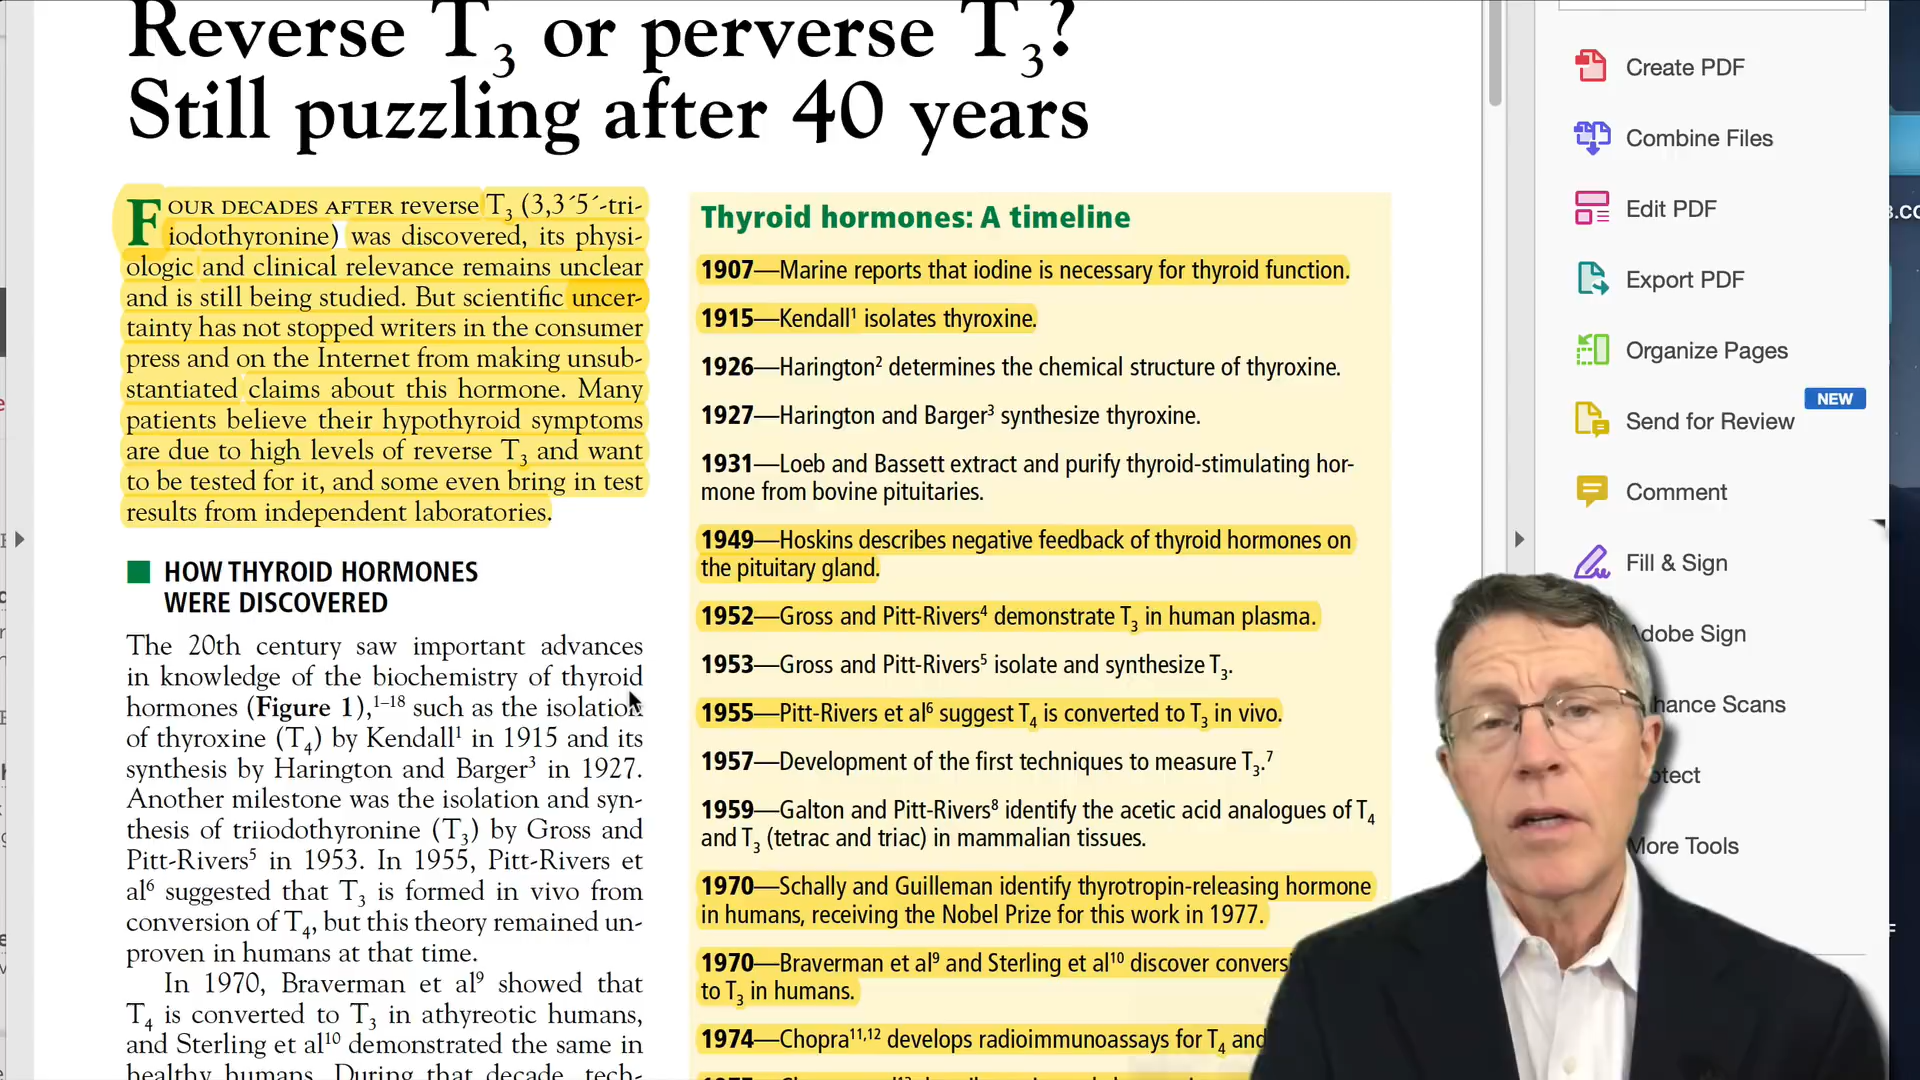 Reverse T3 or perverse T3?
Still puzzling after 40 years
FOUR DECADES AFTER reverse T3 (3,3´5´-tri-
iodothyronine) was discovered, its physi-
ologic and clinical relevance remains unclear
and is still being studied. But scientific uncer-
tainty has not stopped writers in the consumer
press and on the Internet from making unsub-
stantiated claims about this hormone. Many
patients believe their hypothyroid symptoms
are due to high levels of reverse T3 and want
to be tested for it, and some even bring in test
results from independent laboratories.
■ HOW THYROID HORMONES
WERE DISCOVERED
The 20th century saw important advances
in knowledge of the biochemistry of thyroid
hormones (Figure 1),1–18 such as the isolation
of thyroxine (T4) by Kendall1 in 1915 and its
synthesis by Harington and Barger3 in 1927.
Another milestone was the isolation and syn-
thesis of triiodothyronine (T3) by Gross and
Pitt-Rivers5 in 1953. In 1955, Pitt-Rivers et
al6 suggested that T3 is formed in vivo from
conversion of T4, but this theory remained un-
proven in humans at that time.
In 1970, Braverman et al9 showed that
T4 is converted to T3 in athyreotic humans,
and Sterling et al10 demonstrated the same in
healthy humans. During that decade, tech-
Thyroid hormones: A timeline
1907—Marine reports that iodine is necessary for thyroid function.
1915—Kendall1 isolates thyroxine.
1926—Harington2 determines the chemical structure of thyroxine.
1927—Harington and Barger3 synthesize thyroxine.
1931—Loeb and Bassett extract and purify thyroid-stimulating hor-
mone from bovine pituitaries.
1949—Hoskins describes negative feedback of thyroid hormones on
the pituitary gland.
1952—Gross and Pitt-Rivers4 demonstrate T3 in human plasma.
1953—Gross and Pitt-Rivers5 isolate and synthesize T3.
1955—Pitt-Rivers et al6 suggest T4 is converted to T3 in vivo.
1957—Development of the first techniques to measure T3.7
1959—Galton and Pitt-Rivers8 identify the acetic acid analogues of T4
and T3 (tetrac and triac) in mammalian tissues.
1970—Schally and Guilleman identify thyrotropin-releasing hormone
in humans, receiving the Nobel Prize for this work in 1977.
1970—Braverman et al9 and Sterling et al10 discover conversi
to T3 in humans.
1974—Chopra11,12 develops radioimmunoassays for T4 and
Create PDF
Combine Files
Edit PDF
Export PDF
Organize Pages
NEW
Send for Review
Comment
Fill & Sign
Adobe Sign
hance Scans
otect
More Tools